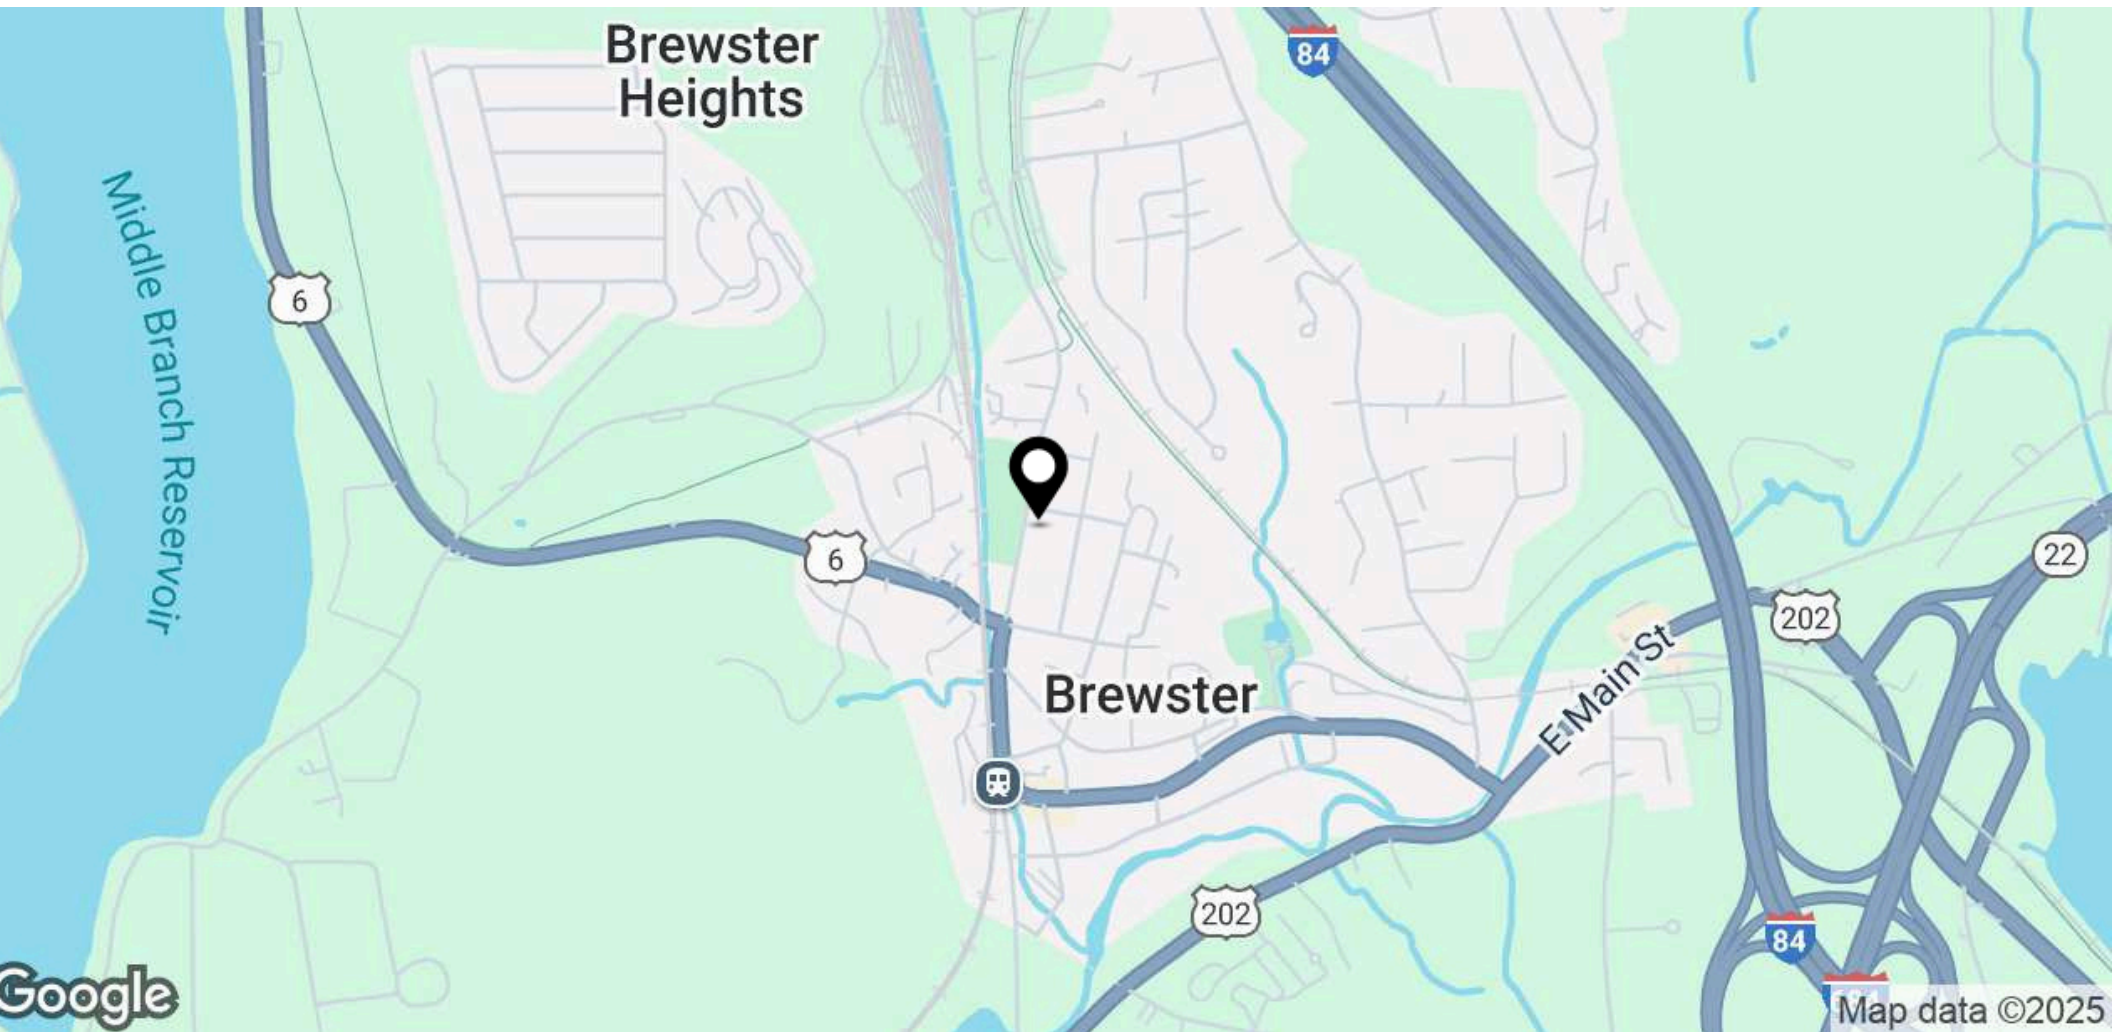 Brewster
Heights
84
Middle Branch Reservoir
6
6
22
202
E Main St
Brewster
202
84
Google
Map data ©2025